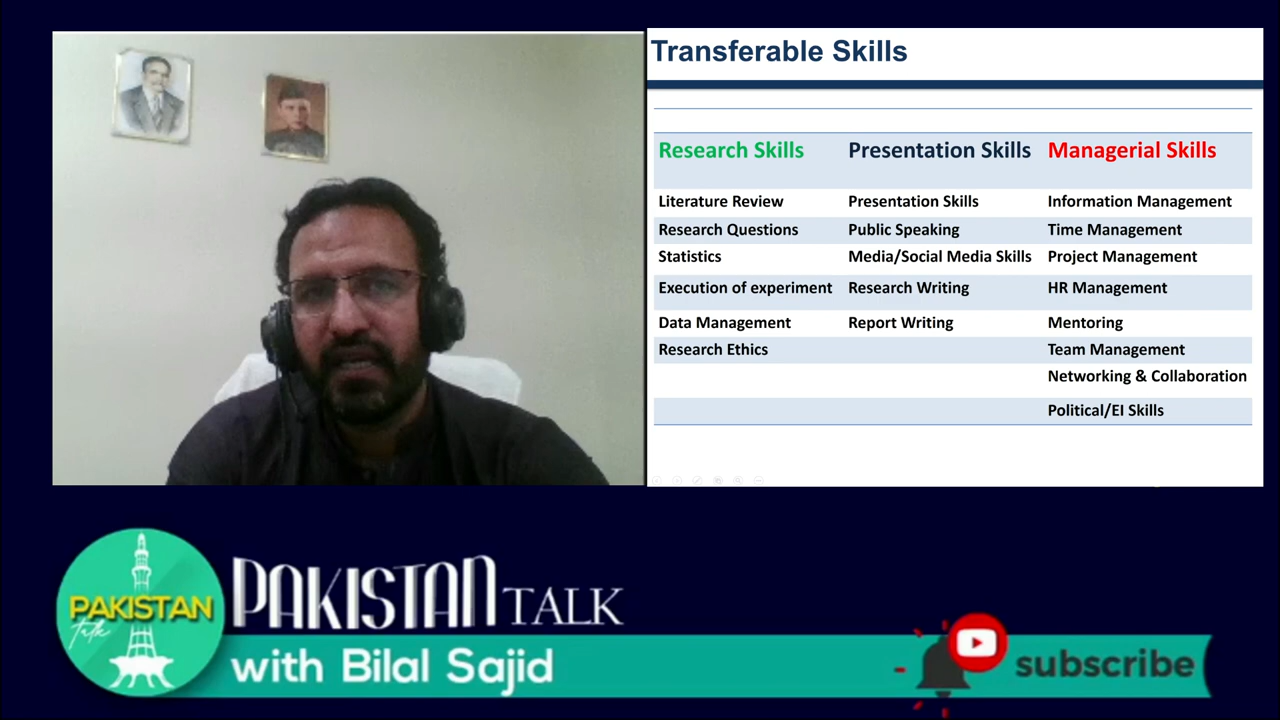 Transferable Skills
Research Skills Presentation Skills Managerial Skills
Literature Review Presentation Skills Information Management
Research Questions Public Speaking Time Management
Statistics Media/Social Media Skills Project Management
Execution of experiment Research Writing HR Management
Data Management Report Writing Mentoring
Research Ethics Team Management
Networking & Collaboration
Political/EI Skills
PAKISTAN
Talk
PAKISTAN TALK
with Bilal Sajid
subscribe